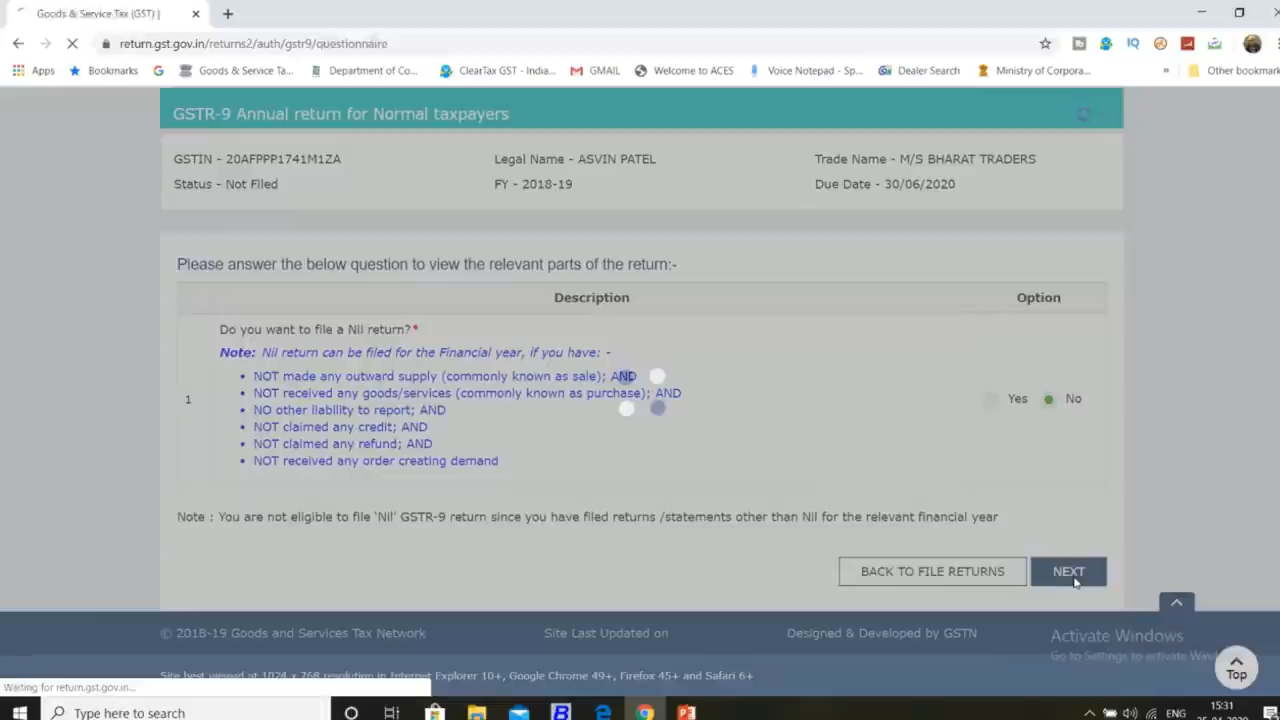 Goods & Service Tax (GST) |
return.gst.gov.in/returns2/auth/gstr9/questionnaire
Apps Bookmarks Goods & Service Ta... Department of Co... ClearTax GST - India... GMAIL Welcome to ACES Voice Notepad - Sp... Dealer Search Ministry of Corpora... » Other bookmark
GSTR-9 Annual return for Normal taxpayers
GSTIN - 20AFPPP1741M1ZA Legal Name - ASVIN PATEL Trade Name - M/S BHARAT TRADERS
Status - Not Filed FY - 2018-19 Due Date - 30/06/2020
Please answer the below question to view the relevant parts of the return:-
Description Option
Do you want to file a Nil return?*
Note: Nil return can be filed for the Financial year, if you have: -
• NOT made any outward supply (commonly known as sale); AND
• NOT received any goods/services (commonly known as purchase); AND
1 Yes No
• NO other liability to report; AND
• NOT claimed any credit; AND
• NOT claimed any refund; AND
• NOT received any order creating demand
Note : You are not eligible to file 'Nil' GSTR-9 return since you have filed returns /statements other than Nil for the relevant financial year
BACK TO FILE RETURNS NEXT
© 2018-19 Goods and Services Tax Network Site Last Updated on Designed & Developed by GSTN
Activate Windows
Go to Settings to activate Wind
Site best viewed at 1024 x 768 resolution in Internet Explorer 10+, Google Chrome 49+, Firefox 45+ and Safari 6+
Top
Waiting for return.gst.gov.in...
Type here to search ENG 15:31